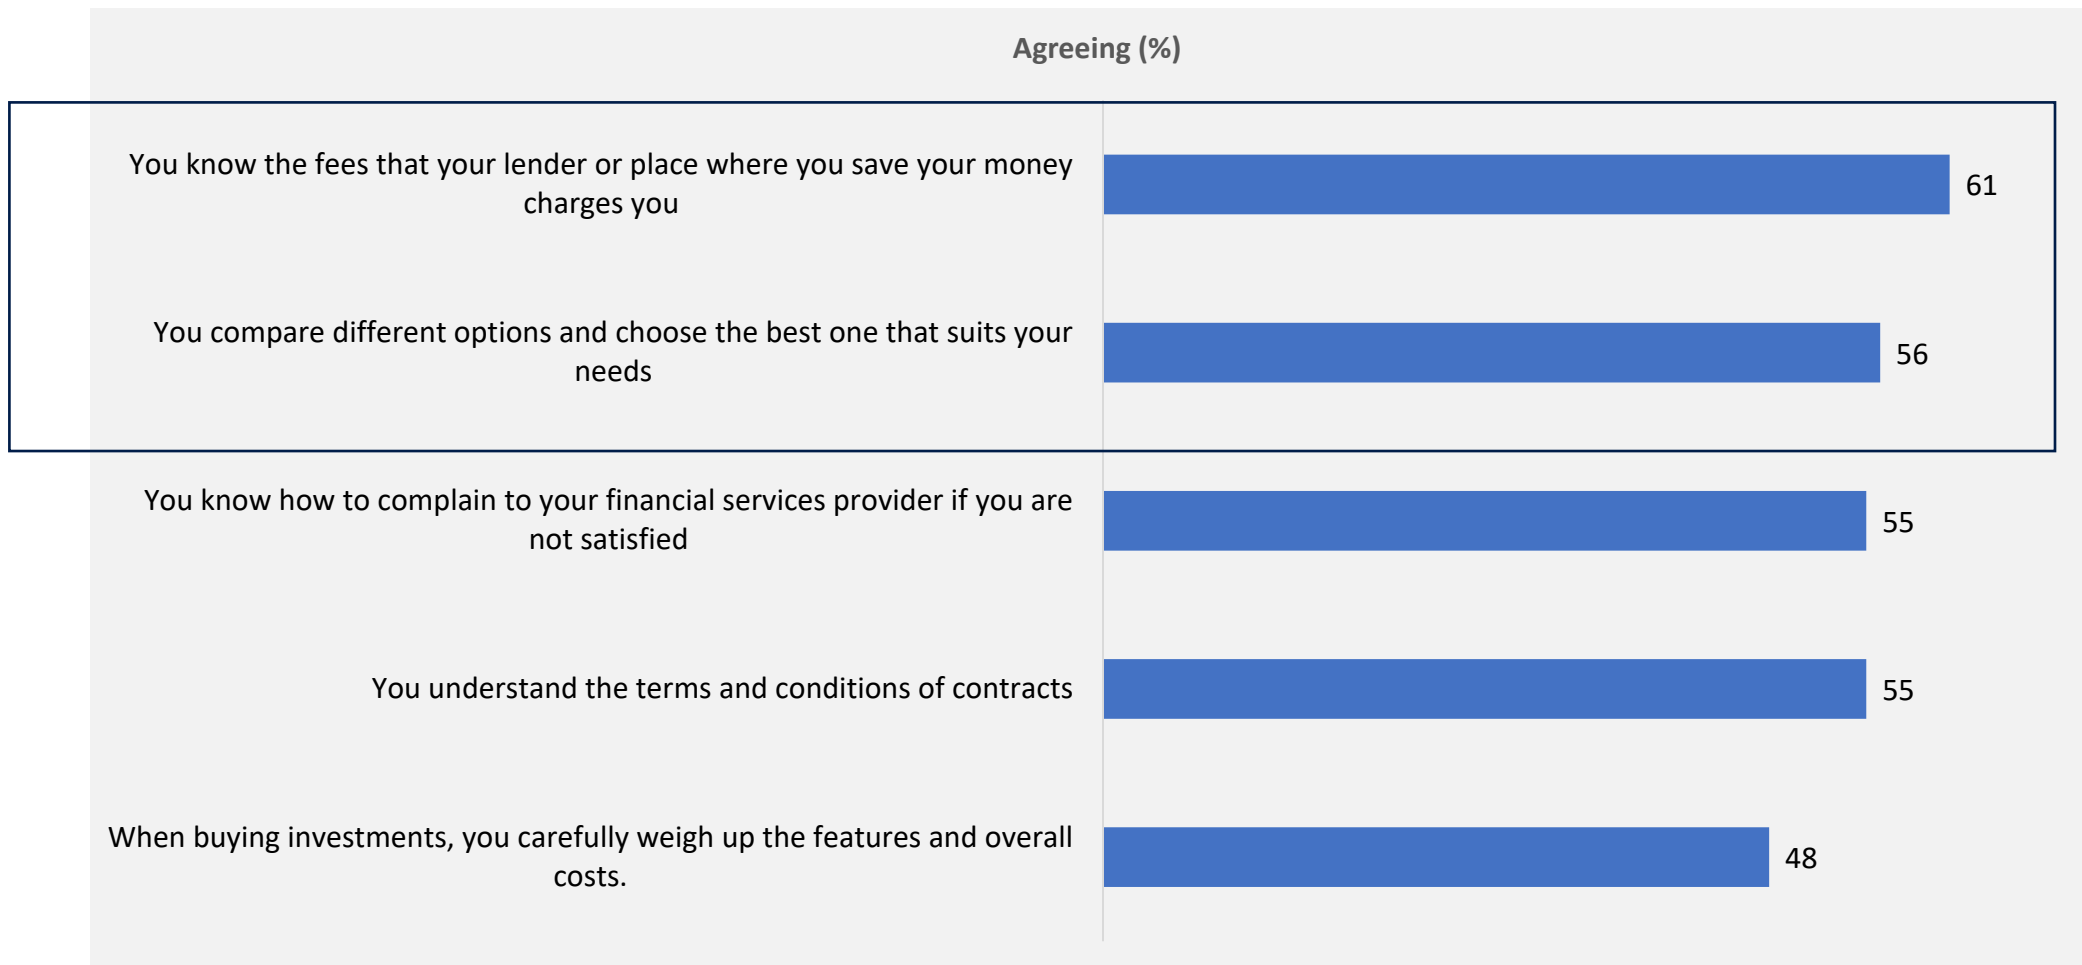 Agreeing (%)
You know the fees that your lender or place where you save your money
charges you
61
You compare different options and choose the best one that suits your
needs
56
You know how to complain to your financial services provider if you are
not satisfied
55
You understand the terms and conditions of contracts
55
When buying investments, you carefully weigh up the features and overall
costs.
48